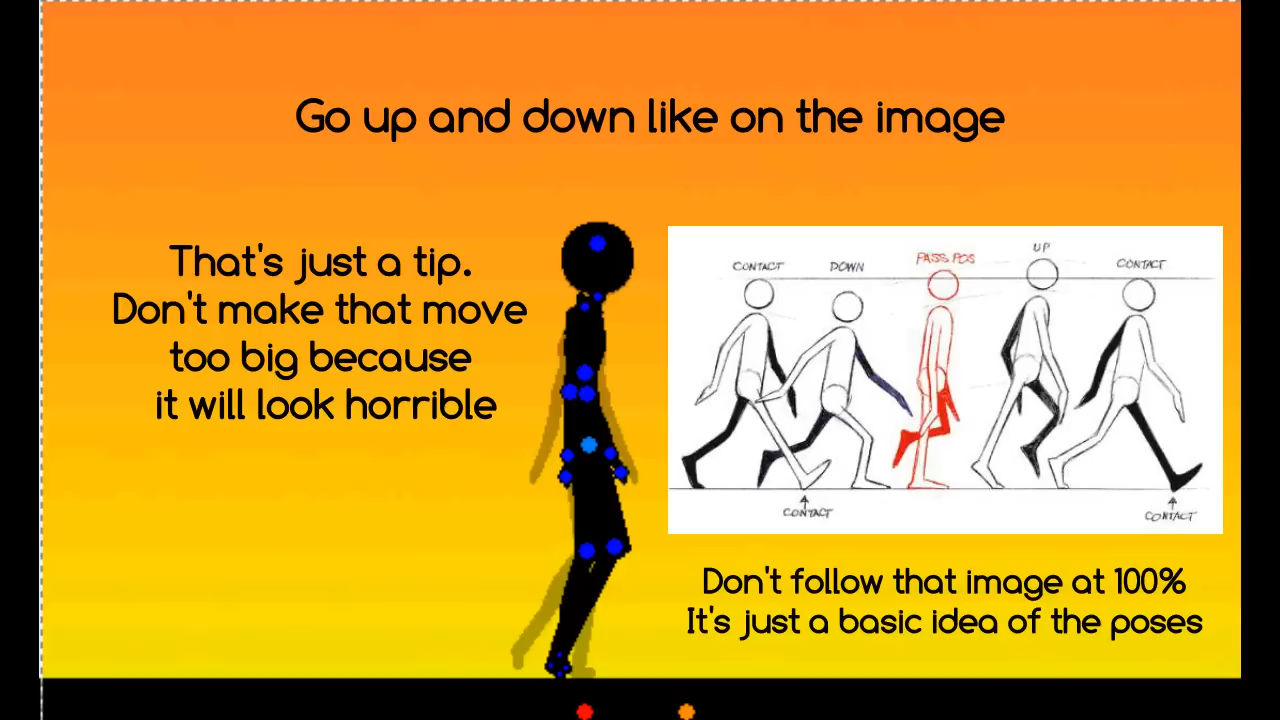 Go up and down like on the image
That's just a tip.
Don't make that move
too big because
it will look horrible
CONTACT DOWN PASS POS UP CONTACT
CONTACT CONTACT
Don't follow that image at 100%
It's just a basic idea of the poses